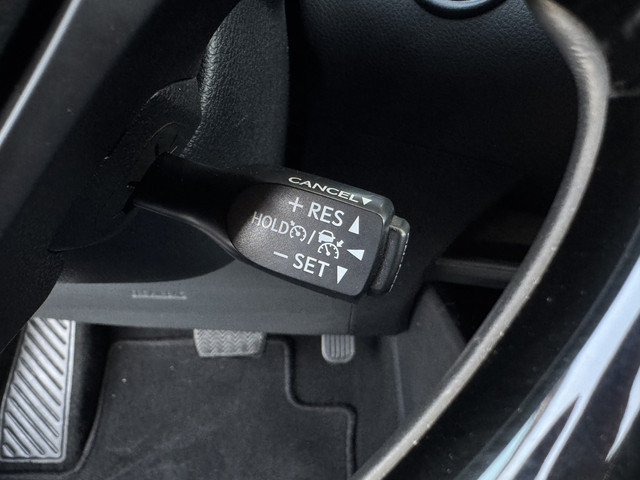 CANCEL▼
+ RES ▲
HOLD /
− SET ▼